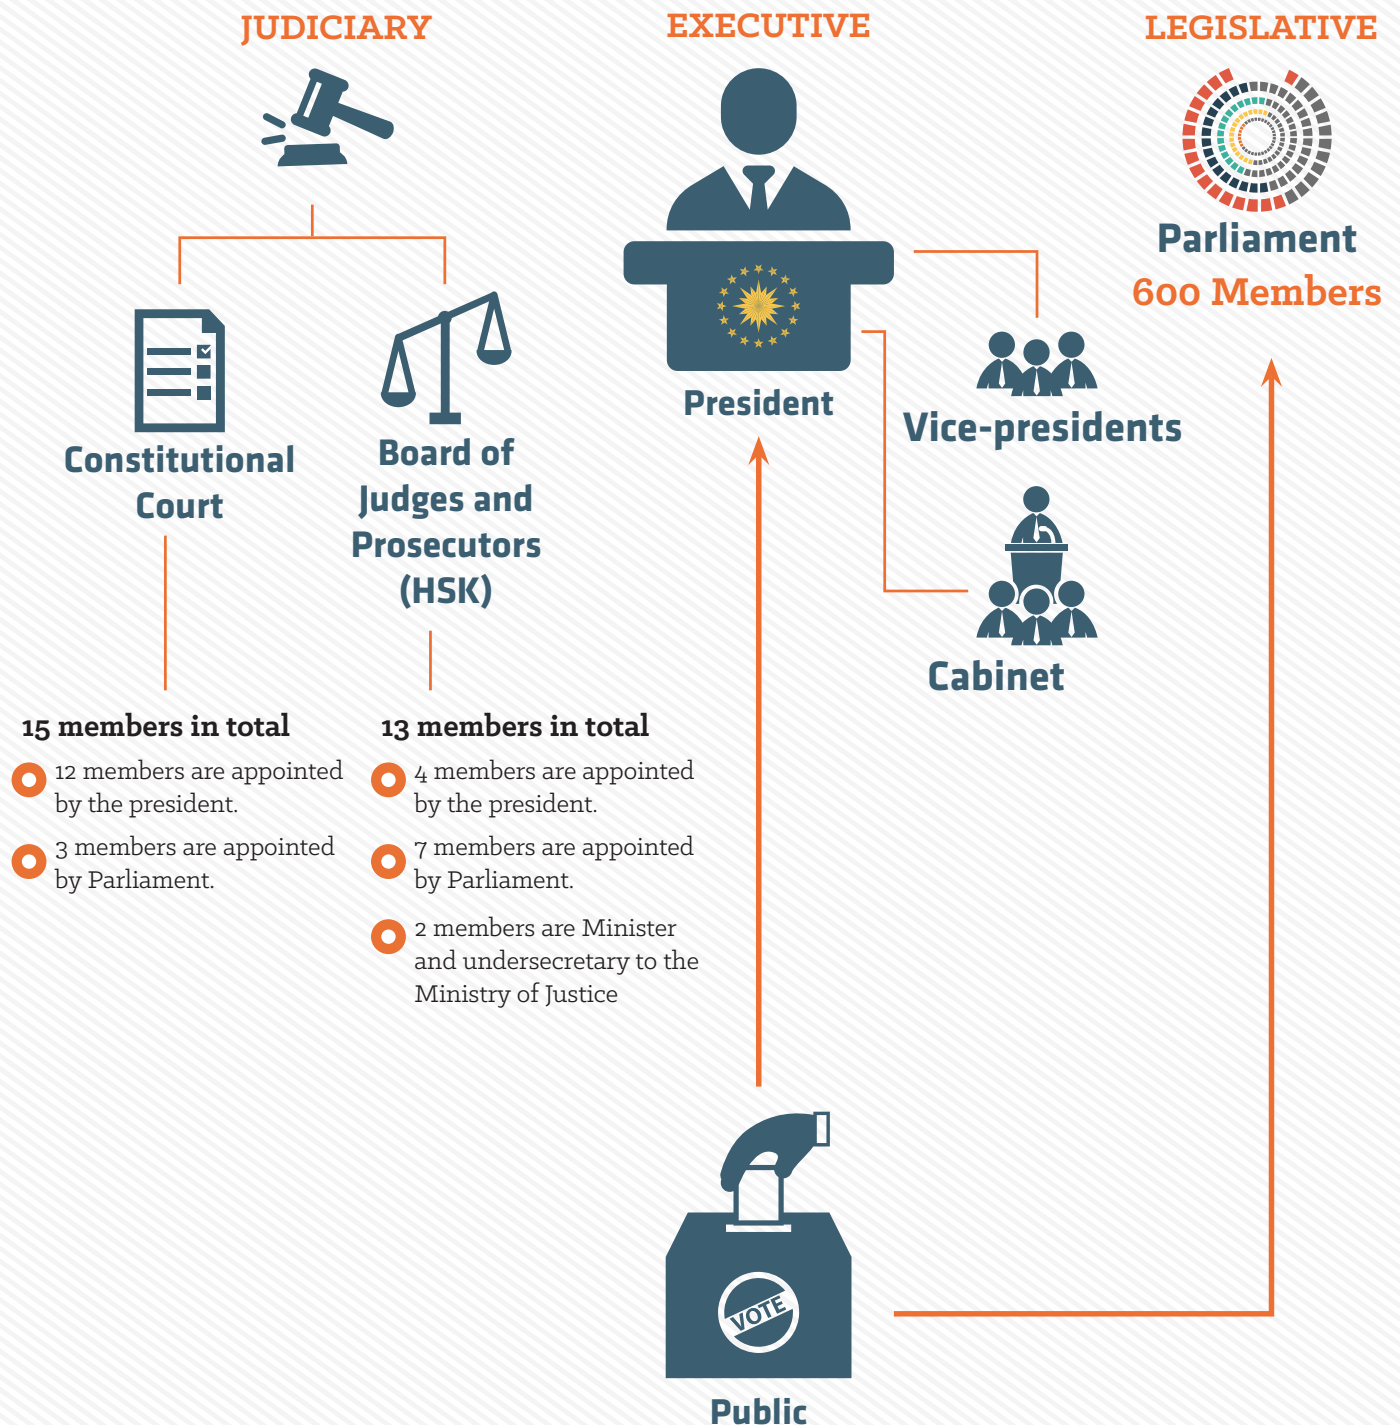 JUDICIARY
EXECUTIVE
LEGISLATIVE
Parliament
600 Members
President
Vice-presidents
Cabinet
Constitutional
Court
Board of
Judges and
Prosecutors
(HSK)
15 members in total
12 members are appointed
by the president.
3 members are appointed
by Parliament.
13 members in total
4 members are appointed
by the president.
7 members are appointed
by Parliament.
2 members are Minister
and undersecretary to the
Ministry of Justice
VOTE
Public